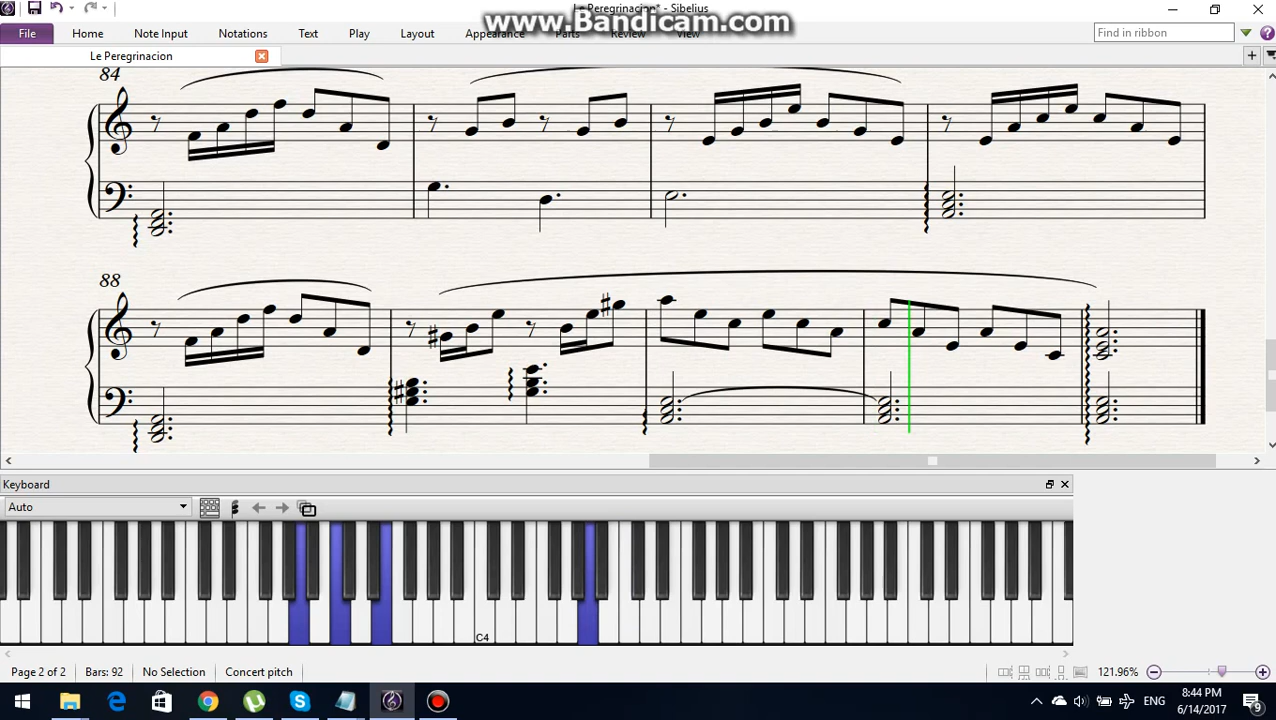 Le Peregrinacion* - Sibelius
www.Bandicam.com
File Home Note Input Notations Text Play Layout Appearance Parts Review View Find in ribbon
Le Peregrinacion
84
88
Keyboard
Auto
C4
Page 2 of 2 Bars: 92 No Selection Concert pitch 121.96%
ENG 8:44 PM
6/14/2017 9